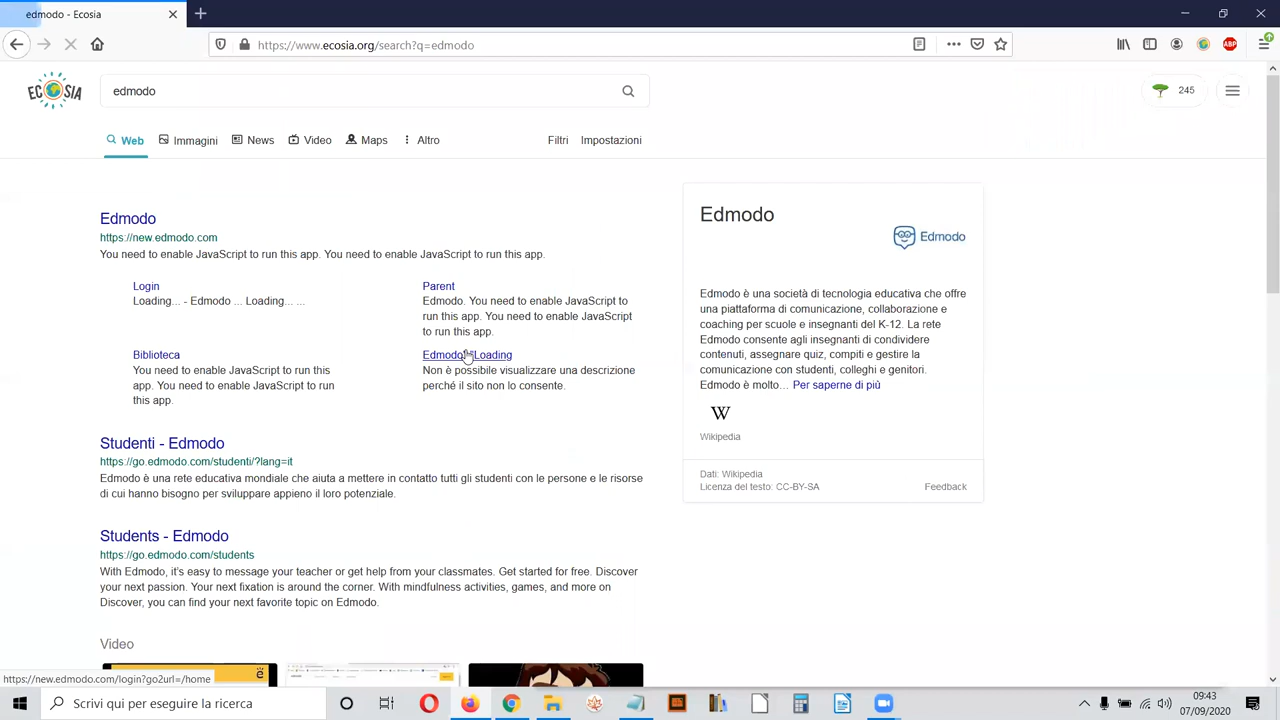 edmodo - Ecosia
https://www.ecosia.org/search?q=edmodo
ABP
ECOSIA
edmodo
245
Web
Immagini
News
Video
Maps
Altro
Filtri
Impostazioni
Edmodo
https://new.edmodo.com
You need to enable JavaScript to run this app. You need to enable JavaScript to run this app.
Login
Loading... - Edmodo ... Loading... ...
Parent
Edmodo. You need to enable JavaScript to
run this app. You need to enable JavaScript
to run this app.
Biblioteca
You need to enable JavaScript to run this
app. You need to enable JavaScript to run
this app.
Edmodo Loading
Non è possibile visualizzare una descrizione
perché il sito non lo consente.
Studenti - Edmodo
https://go.edmodo.com/studenti/?lang=it
Edmodo è una rete educativa mondiale che aiuta a mettere in contatto tutti gli studenti con le persone e le risorse
di cui hanno bisogno per sviluppare appieno il loro potenziale.
Students - Edmodo
https://go.edmodo.com/students
With Edmodo, it's easy to message your teacher or get help from your classmates. Get started for free. Discover
your next passion. Your next fixation is around the corner. With mindfulness activities, games, and more on
Discover, you can find your next favorite topic on Edmodo.
Video
Edmodo
Edmodo
Edmodo è una società di tecnologia educativa che offre
una piattaforma di comunicazione, collaborazione e
coaching per scuole e insegnanti del K-12. La rete
Edmodo consente agli insegnanti di condividere
contenuti, assegnare quiz, compiti e gestire la
comunicazione con studenti, colleghi e genitori.
Edmodo è molto… Per saperne di più
W
Wikipedia
Dati: Wikipedia
Licenza del testo: CC-BY-SA
Feedback
https://new.edmodo.com/login?go2url=/home
Scrivi qui per eseguire la ricerca
09:43
07/09/2020